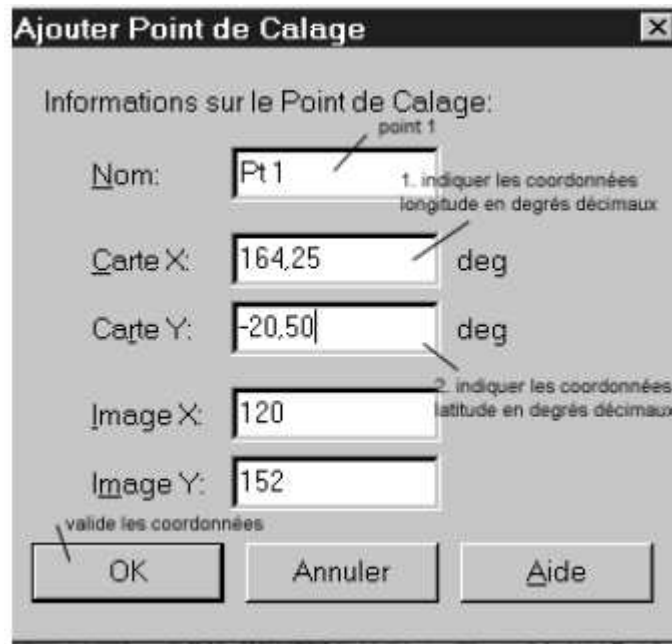 Ajouter Point de Calage
Informations sur le Point de Calage:
point 1
Nom: Pt 1
1. indiquer les coordonnées
longitude en degrés décimaux
Carte X: 164,25 deg
Carte Y: -20,50 deg
2. indiquer les coordonnées
latitude en degrés décimaux
Image X: 120
Image Y: 152
valide les coordonnées
OK Annuler Aide